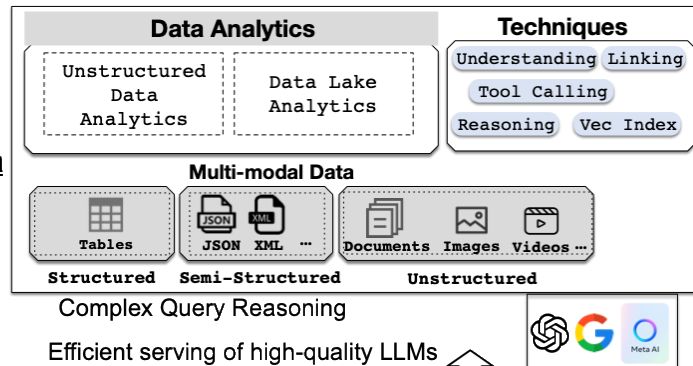 Data Analytics
Unstructured
Data
Analytics
Data Lake
Analytics
Techniques
Understanding Linking
Tool Calling
Reasoning Vec Index
Multi-modal Data
Tables
JSON
JSON
XML
XML
...
Documents Images Videos ...
Structured
Semi-Structured
Unstructured
Complex Query Reasoning
Efficient serving of high-quality LLMs
Meta AI